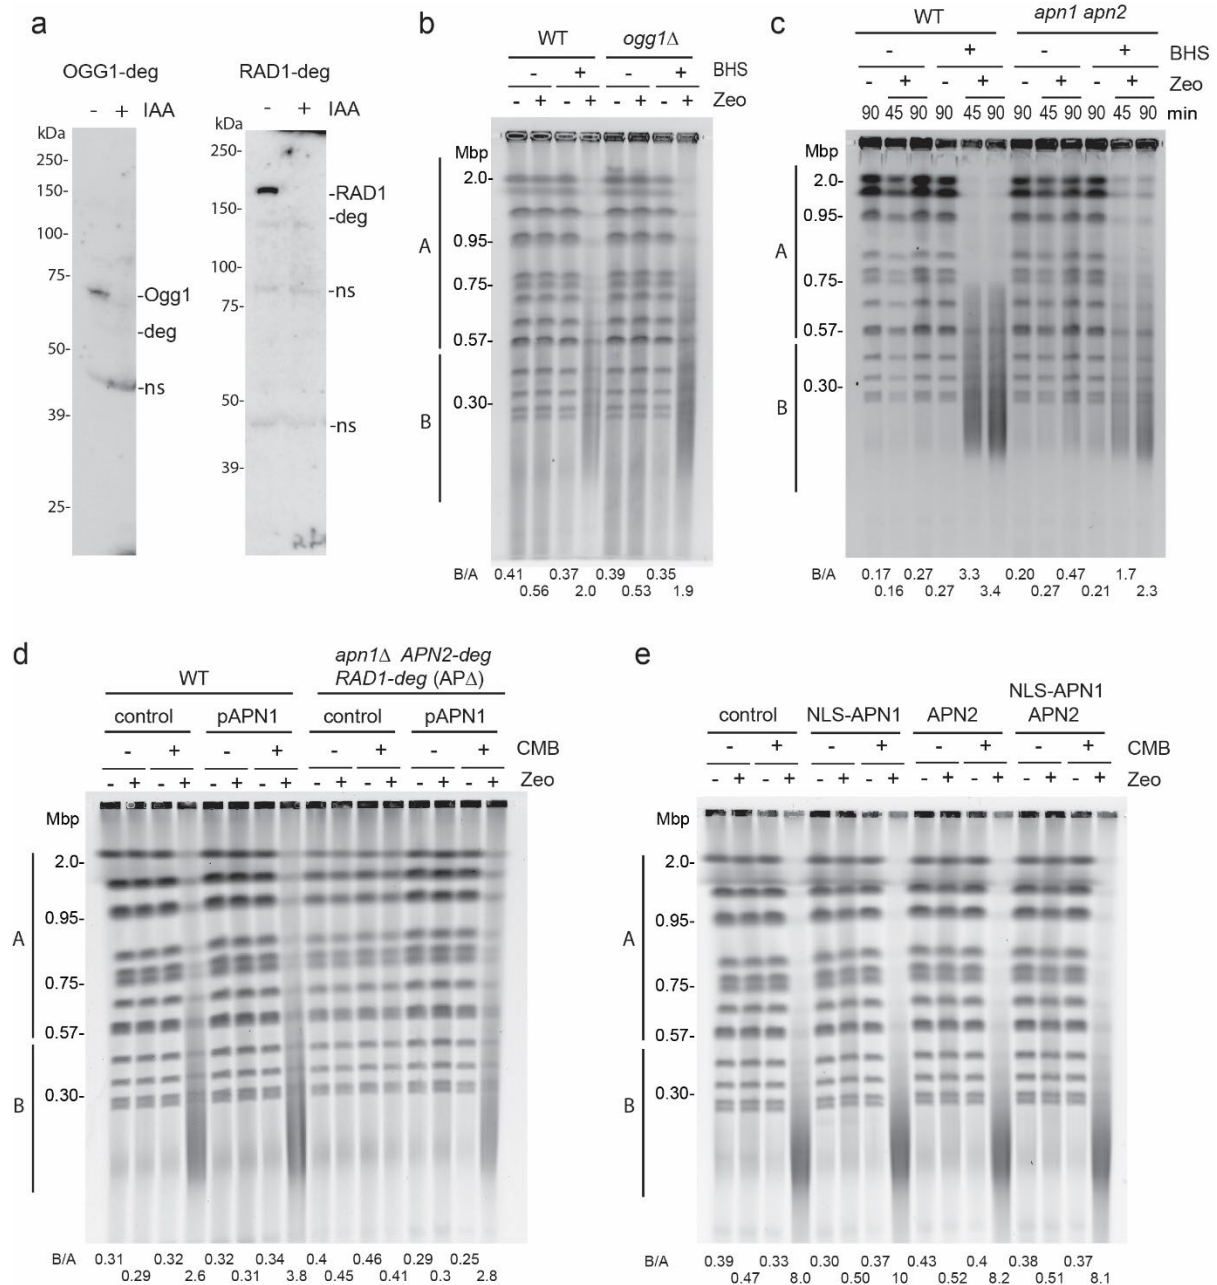 a
OGG1-deg
- + IAA
kDa
250-
150-
100-
75-
50-
39-
25-
-Ogg1
-deg
-ns
RAD1-deg
- + IAA
kDa
250-
150-
100-
75-
50-
39-
-RAD1
-deg
-ns
-ns
b
WT ogg1Δ
- + - + BHS
- + - + - + - + Zeo
Mbp
2.0-
0.95-
0.75-
0.57-
0.30-
A
B
B/A 0.41 0.37 0.39 0.35
0.56 2.0 0.53 1.9
c
WT apn1 apn2
- + - + BHS
- + - + - + - + Zeo
90 45 90 90 45 90 90 45 90 90 45 90 min
Mbp
2.0-
0.95-
0.75-
0.57-
0.30-
A
B
B/A 0.17 0.27 3.3 0.20 0.47 1.7
0.16 0.27 3.4 0.27 0.21 2.3
d
WT
apn1Δ APN2-deg
RAD1-deg (APΔ)
control pAPN1 control pAPN1
- + - + - + - + CMB
- + - + - + - + - + - + - + - + Zeo
Mbp
2.0-
0.95-
0.75-
0.57-
0.30-
A
B
B/A 0.31 0.32 0.32 0.34 0.4 0.46 0.29 0.25
0.29 2.6 0.31 3.8 0.45 0.41 0.3 2.8
e
control NLS-APN1 APN2
NLS-APN1
APN2
- + - + - + - + CMB
- + - + - + - + - + - + - + - + Zeo
Mbp
2.0-
0.95-
0.75-
0.57-
0.30-
A
B
B/A 0.39 0.33 0.30 0.37 0.43 0.4 0.38 0.37
0.47 8.0 0.50 10 0.52 8.2 0.51 8.1